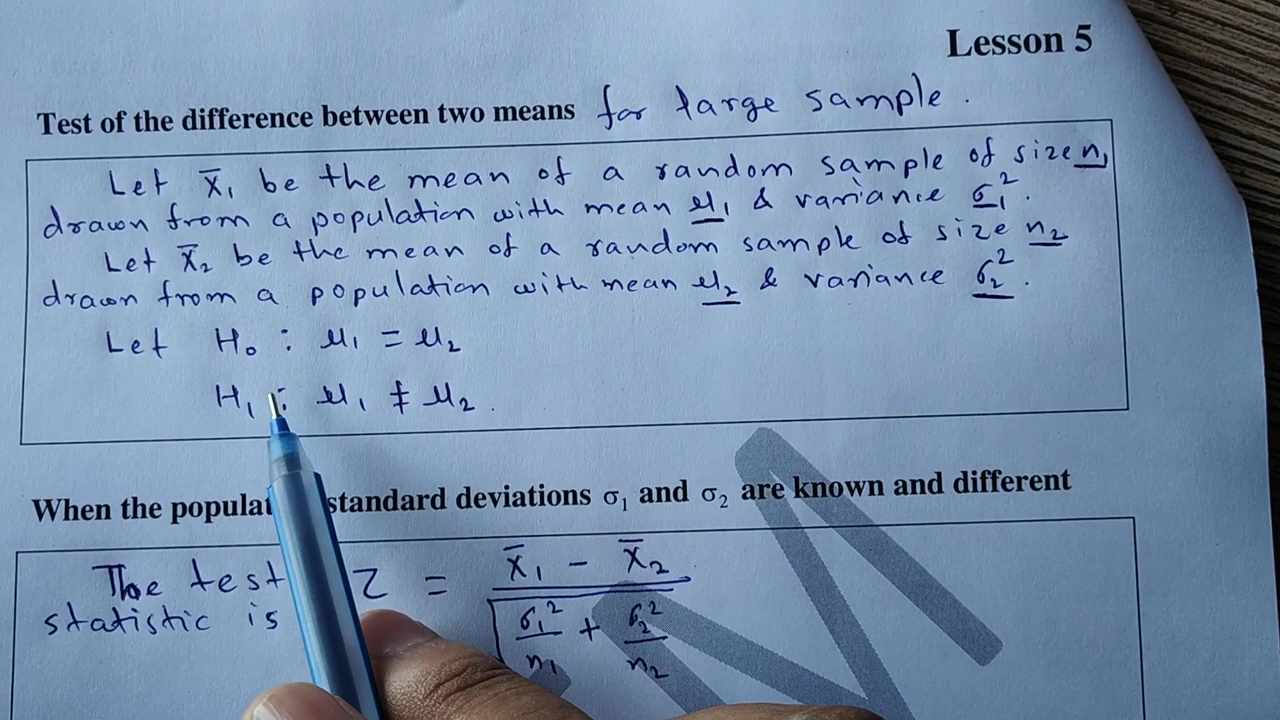 Lesson 5
Test of the difference between two means for large sample.
Let x̄₁ be the mean of a random sample of size n₁
drawn from a population with mean μ₁ & variance σ₁².
Let x̄₂ be the mean of a random sample of size n₂
drawn from a population with mean μ₂ & variance σ₂².
Let H₀ : μ₁ = μ₂
H₁ : μ₁ ≠ μ₂.
When the populat standard deviations σ₁ and σ₂ are known and different
The test Z = x̄₁ - x̄₂
statistic is √ σ₁²/n₁ + σ₂²/n₂